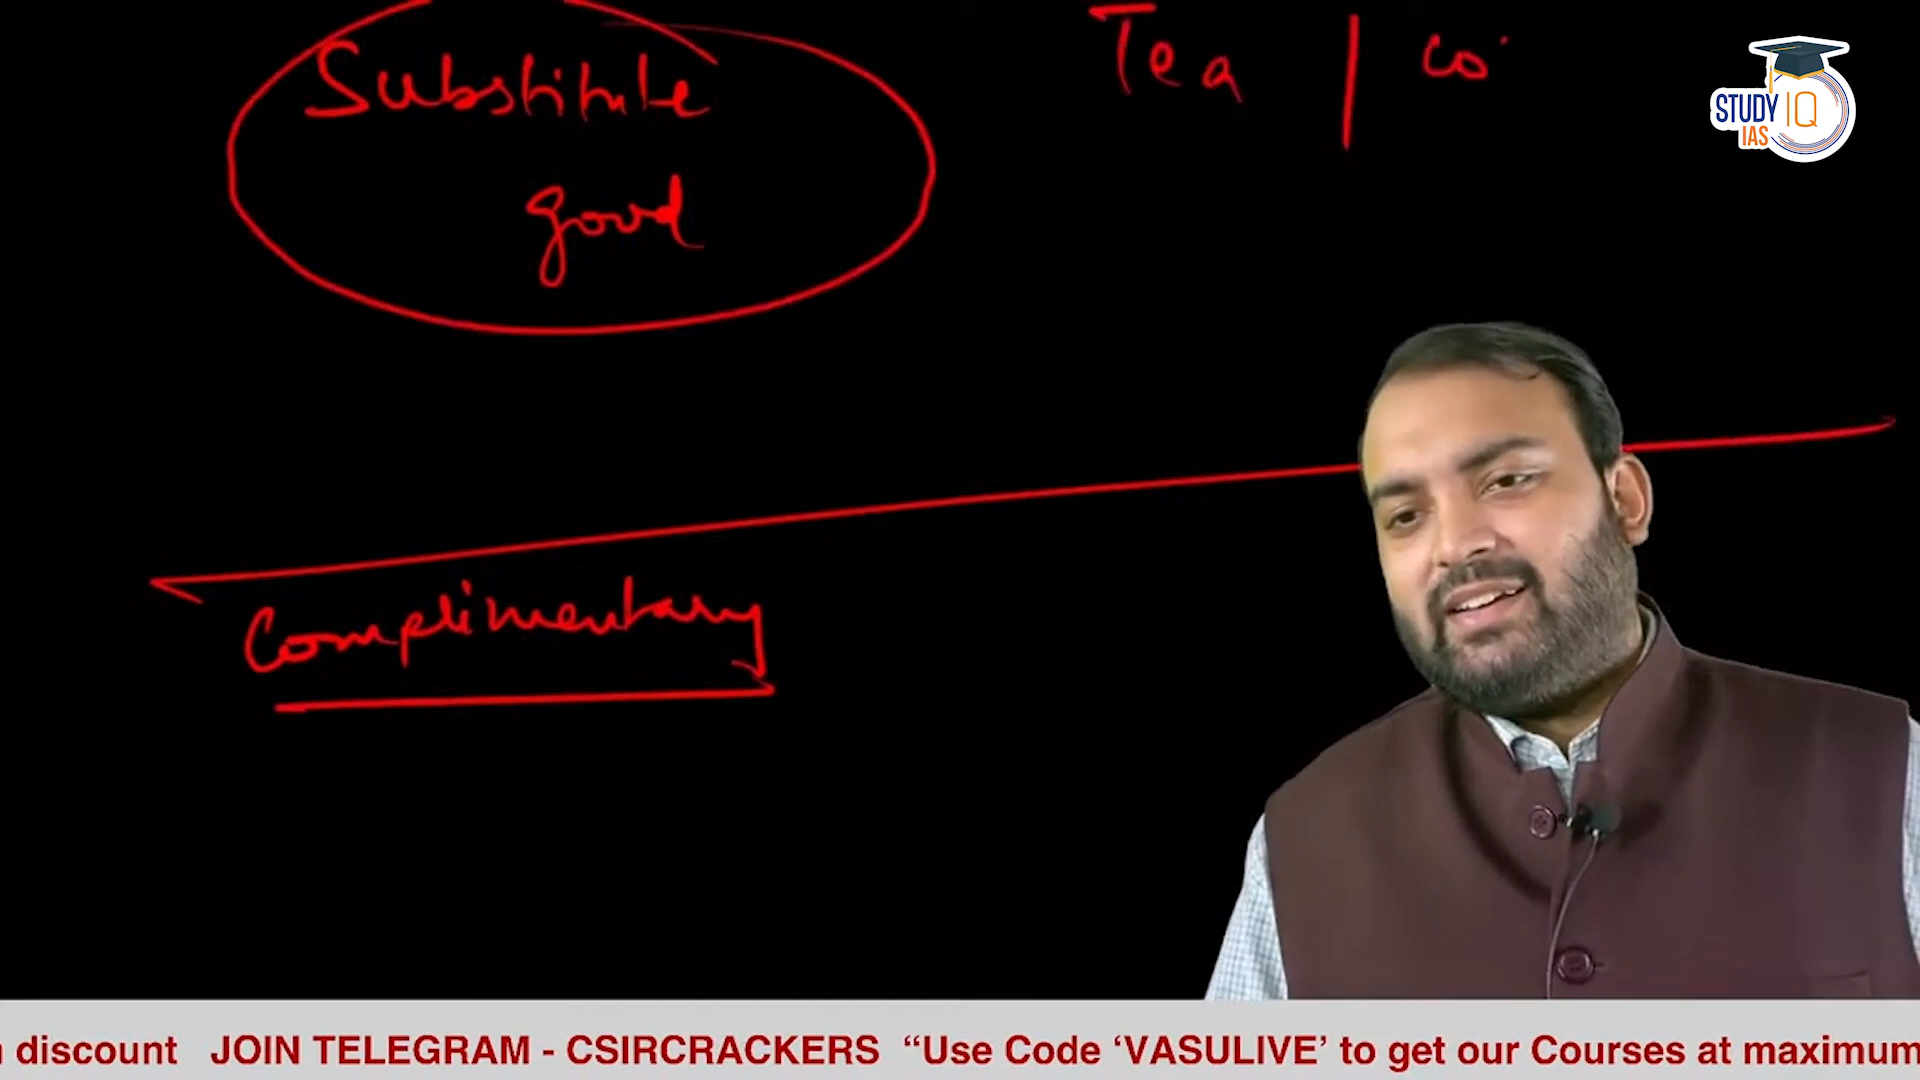 Substitute
good
Tea | co
STUDY IQ
IAS
Complimentary
discount JOIN TELEGRAM - CSIRCRACKERS “Use Code ‘VASULIVE’ to get our Courses at maximum